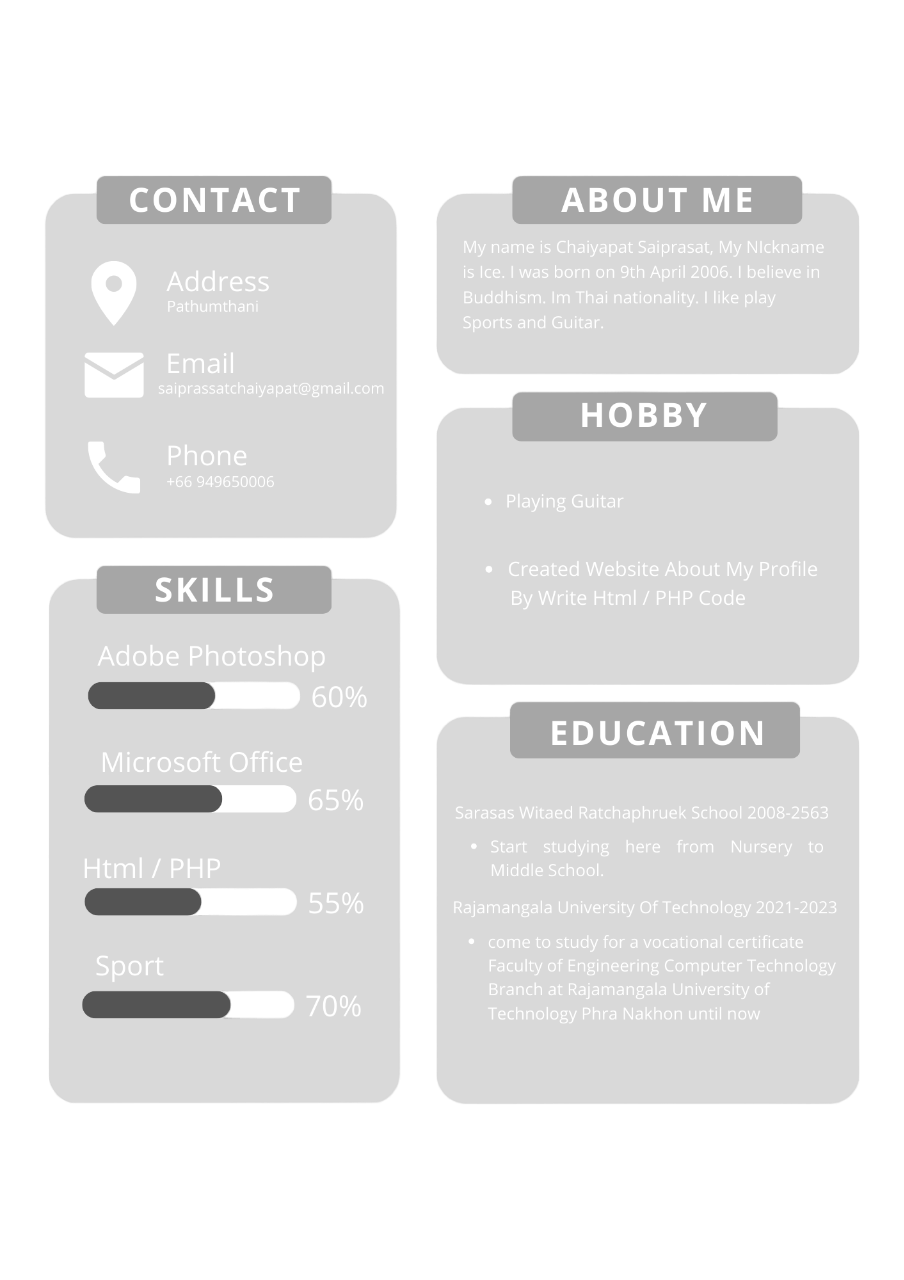 CONTACT
Address
Pathumthani
Email
saiprassatchaiyapat@gmail.com
Phone
+66 949650006
SKILLS
Adobe Photoshop
60%
Microsoft Office
65%
Html / PHP
55%
Sport
70%
ABOUT ME
My name is Chaiyapat Saiprasat, My NIckname
is Ice. I was born on 9th April 2006. I believe in
Buddhism. Im Thai nationality. I like play
Sports and Guitar.
HOBBY
• Playing Guitar
• Created Website About My Profile
By Write Html / PHP Code
EDUCATION
Sarasas Witaed Ratchaphruek School 2008-2563
• Start studying here from Nursery to
Middle School.
Rajamangala University Of Technology 2021-2023
• come to study for a vocational certificate
Faculty of Engineering Computer Technology
Branch at Rajamangala University of
Technology Phra Nakhon until now